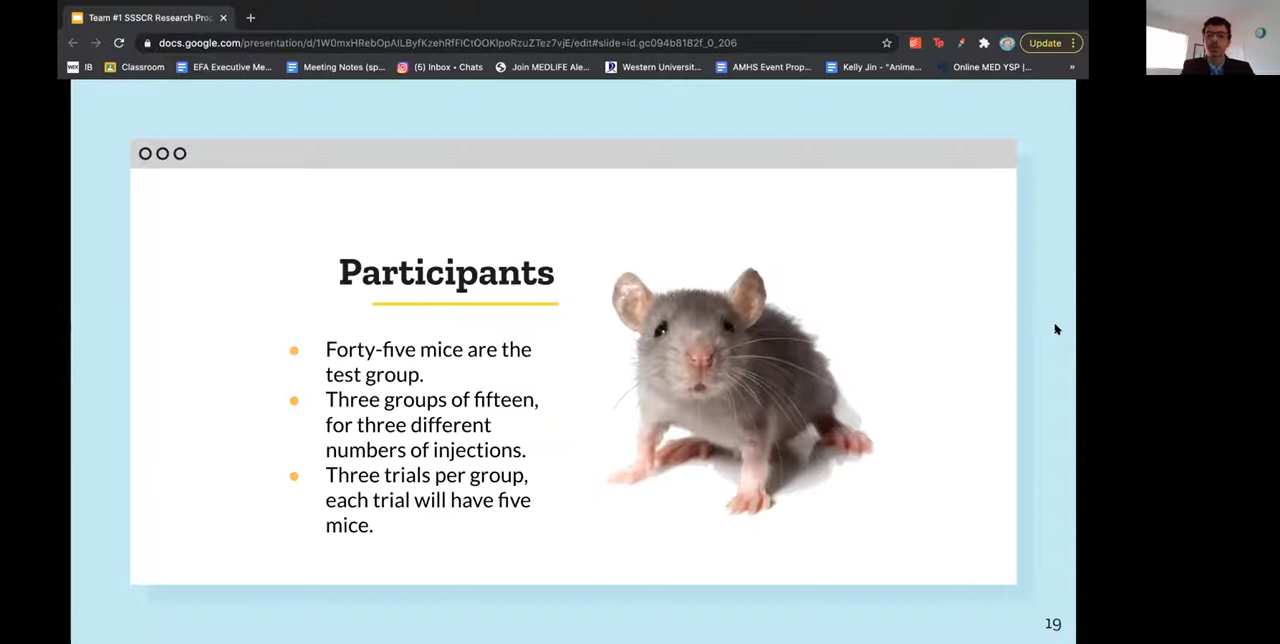 Team #1 SSSCR Research Pro
docs.google.com/presentation/d/1W0mxHRebOpAILByfKzehRfFICtOOKlpoRzuZTez7vjE/edit#slide=id.gc094b8182f_0_206
Update
WIX IB Classroom EFA Executive Me... Meeting Notes (sp... (5) Inbox • Chats Join MEDLIFE Ale... Western Universit... AMHS Event Prop... Kelly Jin - "Anime... Online MED YSP |... »
Participants
Forty-five mice are the
test group.
Three groups of fifteen,
for three different
numbers of injections.
Three trials per group,
each trial will have five
mice.
19